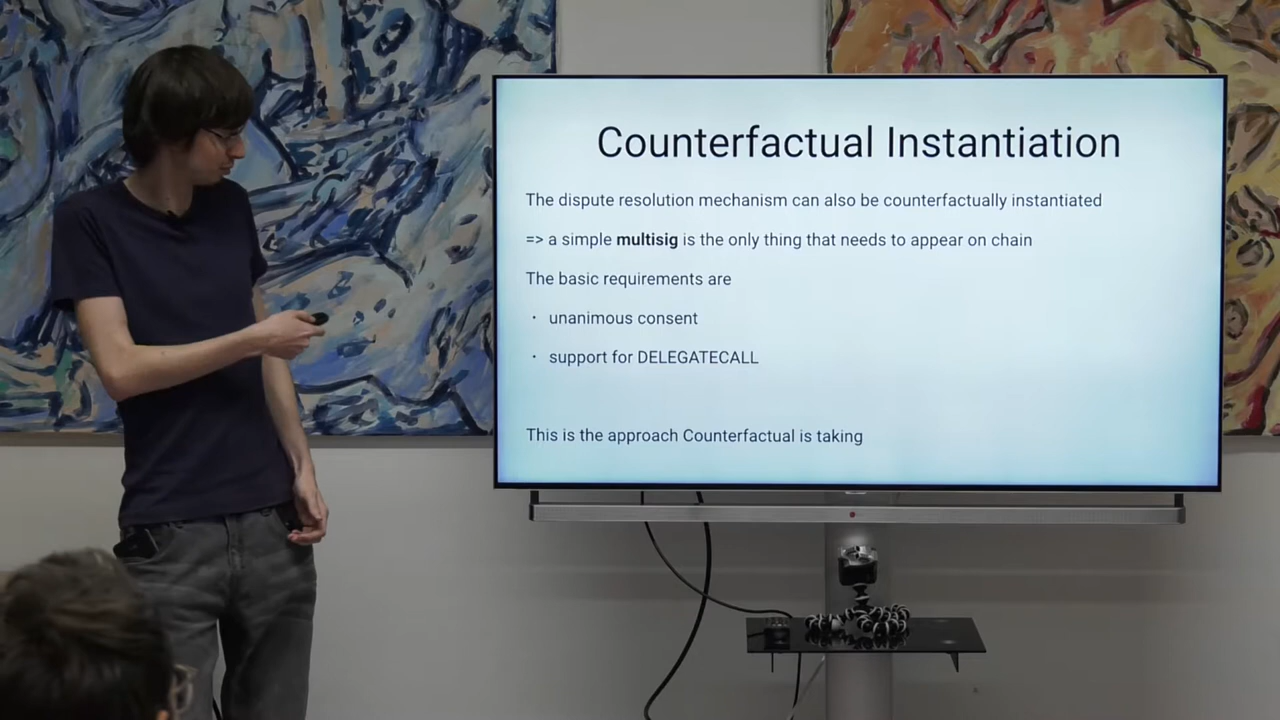 Counterfactual Instantiation
The dispute resolution mechanism can also be counterfactually instantiated
=> a simple multisig is the only thing that needs to appear on chain
The basic requirements are
· unanimous consent
· support for DELEGATECALL
This is the approach Counterfactual is taking